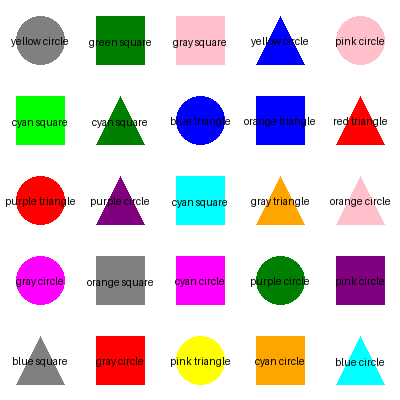 yellow circle
green square
gray square
yellow circle
pink circle
cyan square
cyan square
blue triangle
orange triangle
red triangle
purple triangle
purple circle
cyan square
gray triangle
orange circle
gray circle
orange square
cyan circle
purple circle
pink circle
blue square
gray circle
pink triangle
cyan circle
blue circle